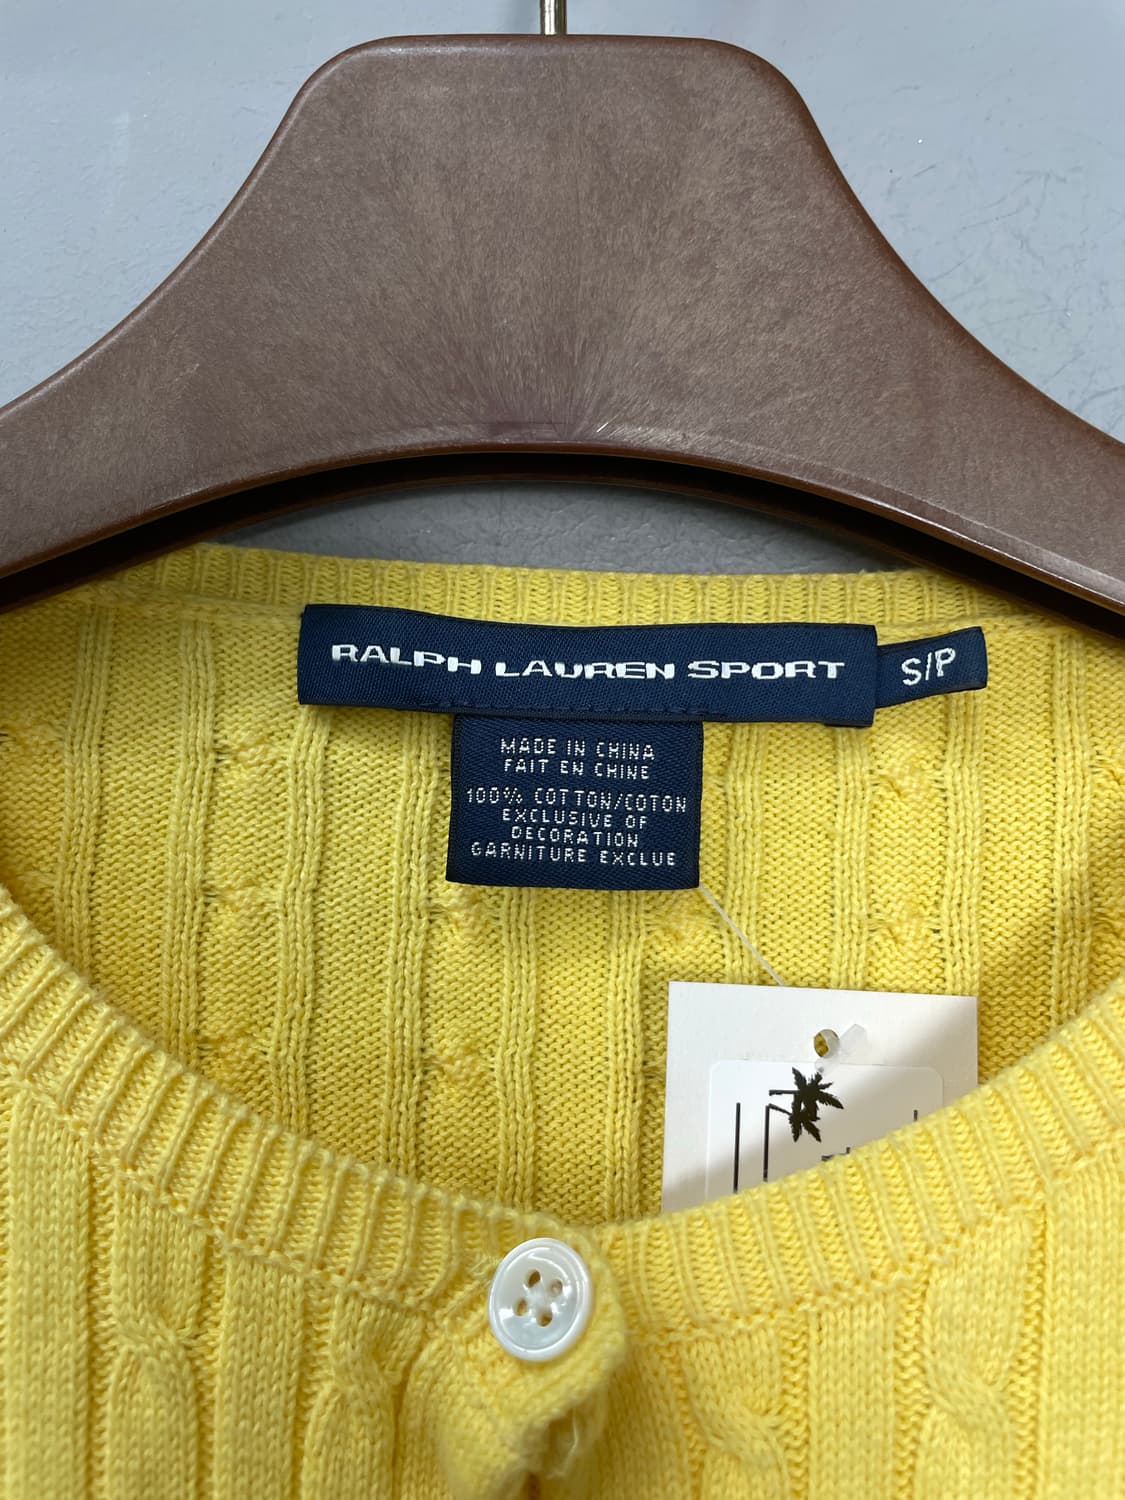 RALPH LAUREN SPORT
S/P
MADE IN CHINA
FAIT EN CHINE
100% COTTON/COTON
EXCLUSIVE OF
DECORATION
GARNITURE EXCLUE